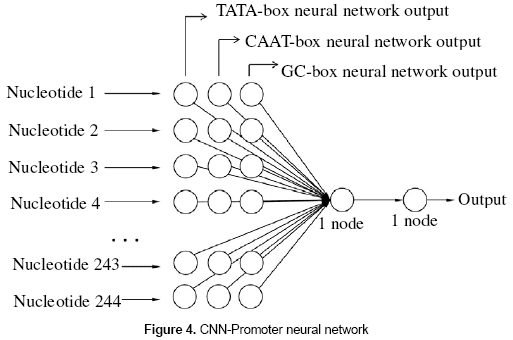 TATA-box neural network output
CAAT-box neural network output
GC-box neural network output
Nucleotide 1
Nucleotide 2
Nucleotide 3
Nucleotide 4
1 node
1 node
Output
. . .
Nucleotide 243
Nucleotide 244
Figure 4. CNN-Promoter neural network